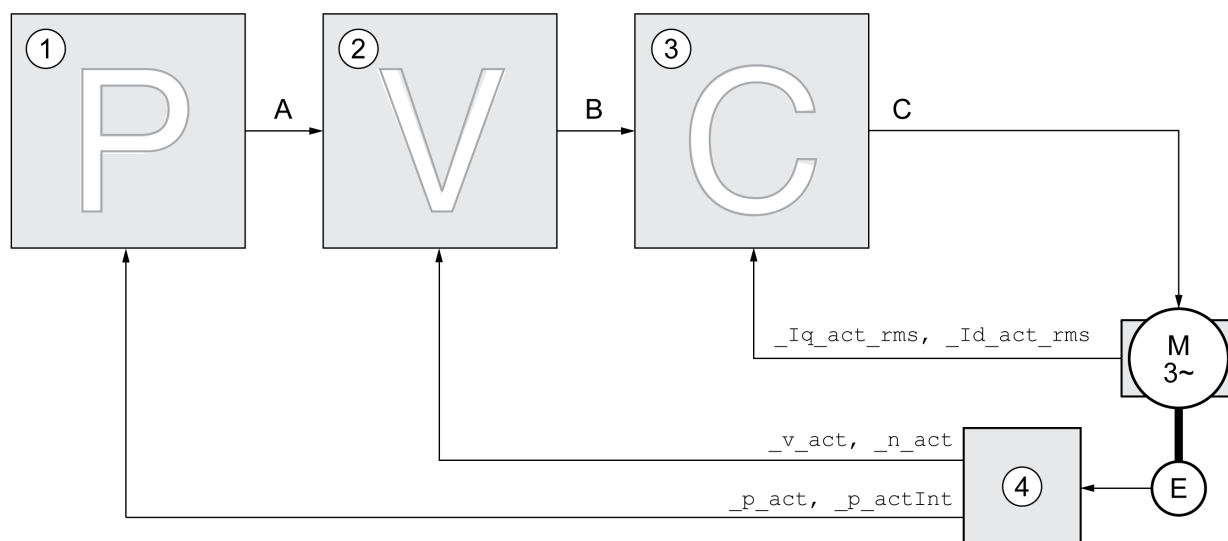 1 2 3
P A V B C C
_Iq_act_rms, _Id_act_rms
M
3~
_v_act, _n_act
4 E
_p_act, _p_actInt